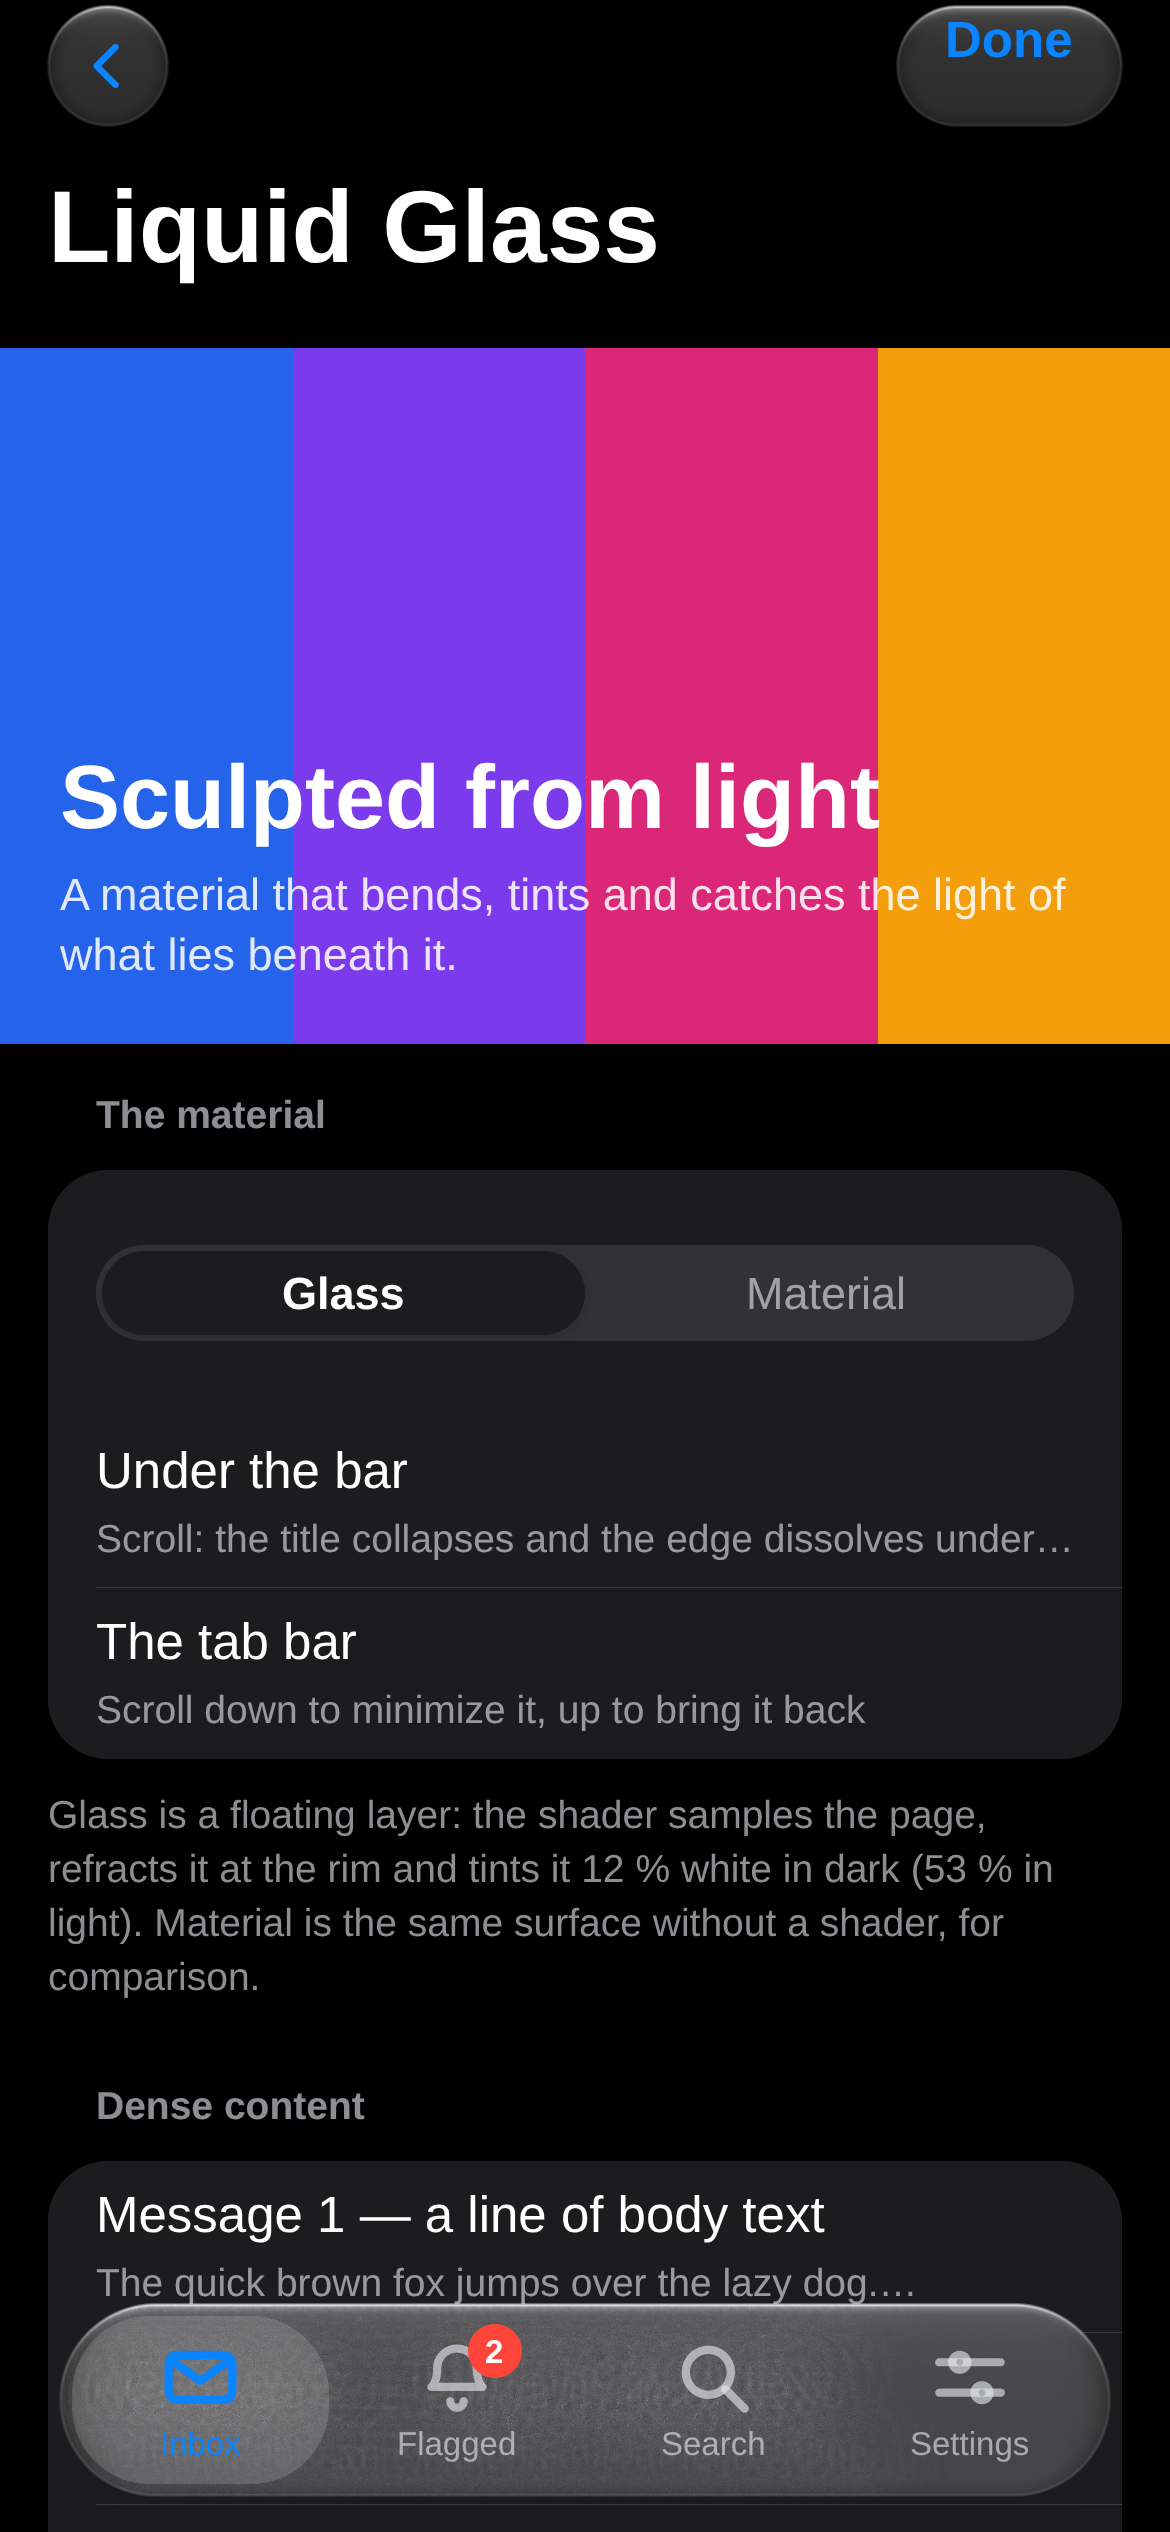 Done
Liquid Glass
Sculpted from light
A material that bends, tints and catches the light of
what lies beneath it.
The material
Glass
Material
Under the bar
Scroll: the title collapses and the edge dissolves under…
The tab bar
Scroll down to minimize it, up to bring it back
Glass is a floating layer: the shader samples the page,
refracts it at the rim and tints it 12 % white in dark (53 % in
light). Material is the same surface without a shader, for
comparison.
Dense content
Message 1 — a line of body text
The quick brown fox jumps over the lazy dog.…
2
Inbox
Flagged
Search
Settings